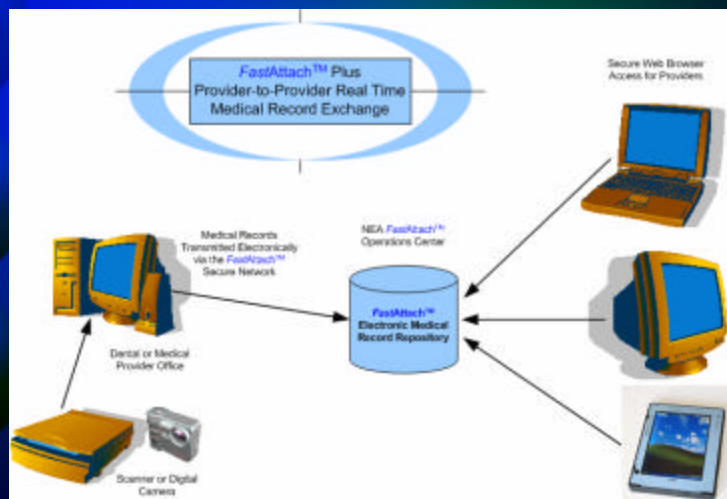 FastAttach™ Plus
Provider-to-Provider Real Time
Medical Record Exchange
Secure Web Browser
Access for Providers
Medical Records
Transmitted Electronically
via the FastAttach™
Secure Network
NEA FastAttach™
Operations Center
FastAttach™
Electronic Medical
Record Repository
Dental or Medical
Provider Office
Scanner or Digital
Camera